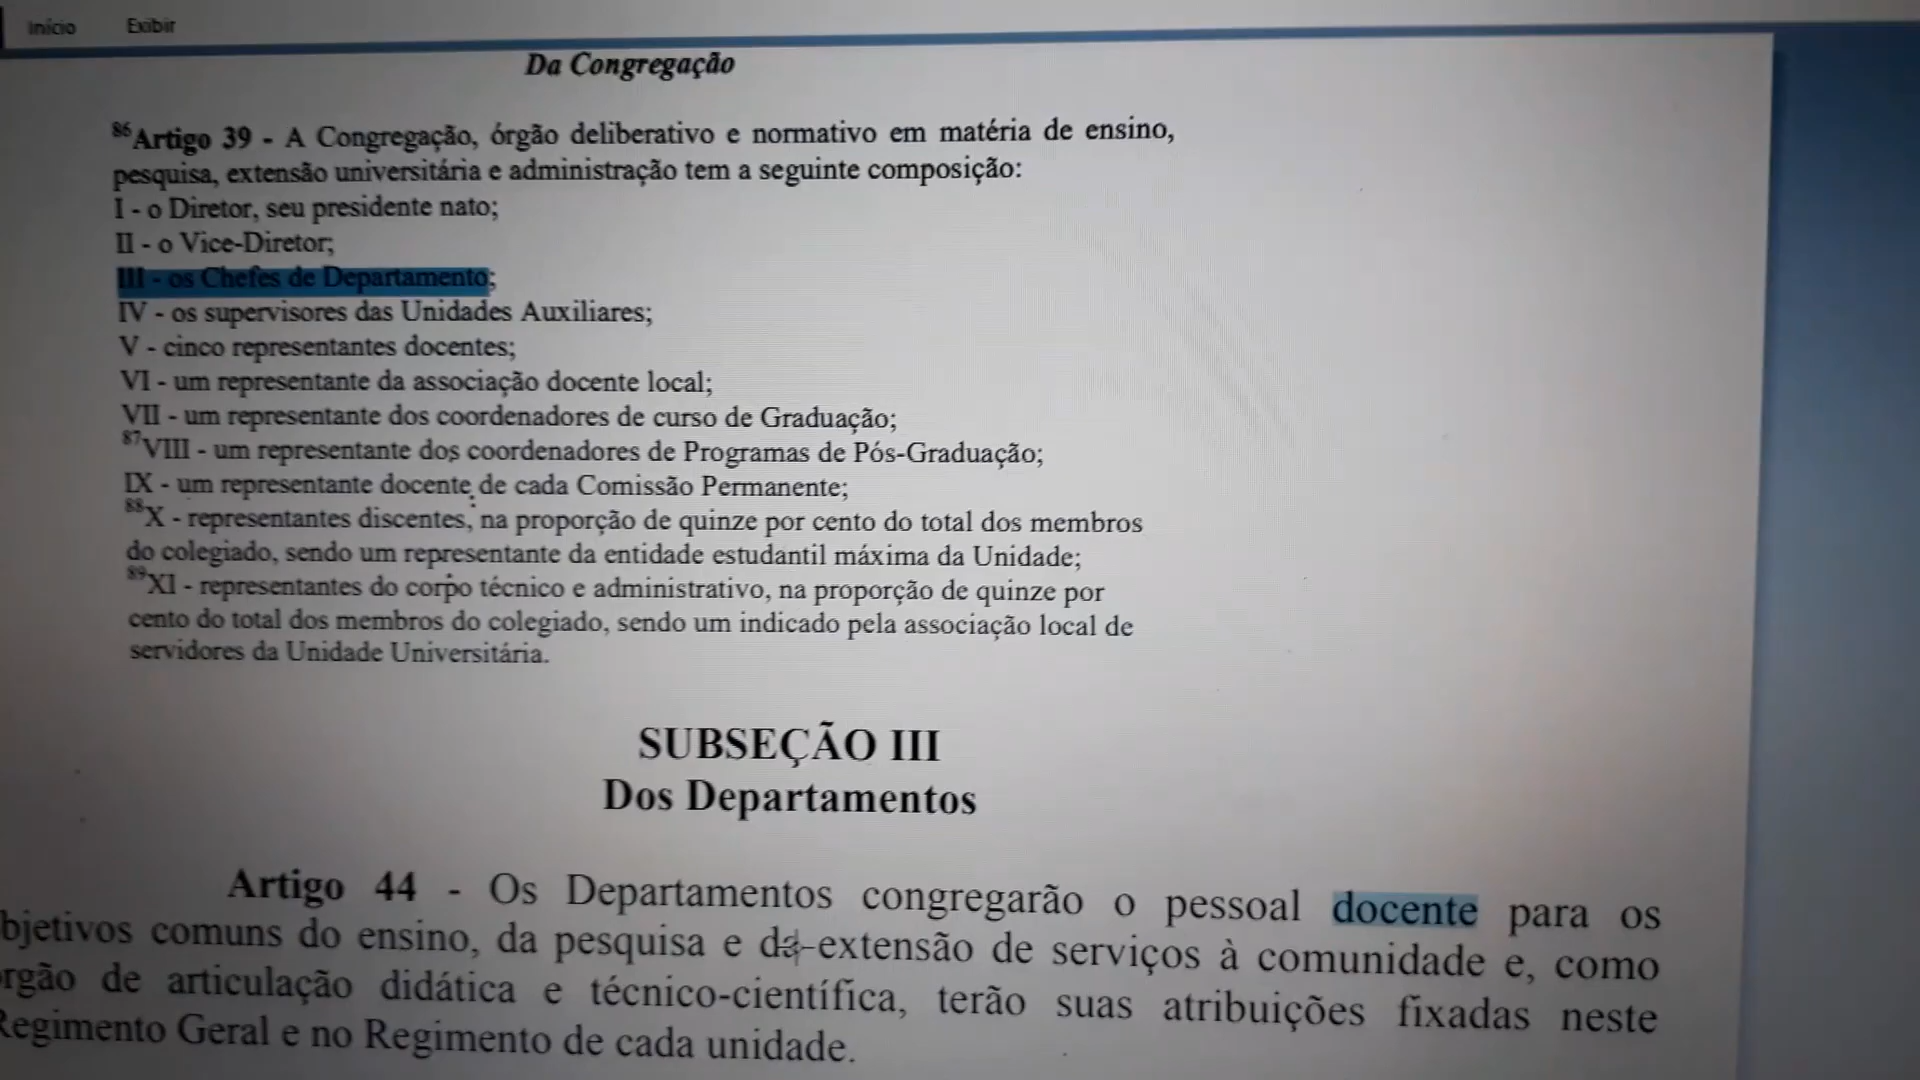 Início Exibir
Da Congregação
86Artigo 39 - A Congregação, órgão deliberativo e normativo em matéria de ensino,
pesquisa, extensão universitária e administração tem a seguinte composição:
I - o Diretor, seu presidente nato;
II - o Vice-Diretor;
III - os Chefes de Departamento;
IV - os supervisores das Unidades Auxiliares;
V - cinco representantes docentes;
VI - um representante da associação docente local;
VII - um representante dos coordenadores de curso de Graduação;
87VIII - um representante dos coordenadores de Programas de Pós-Graduação;
IX - um representante docente de cada Comissão Permanente;
88X - representantes discentes, na proporção de quinze por cento do total dos membros
do colegiado, sendo um representante da entidade estudantil máxima da Unidade;
89XI - representantes do corpo técnico e administrativo, na proporção de quinze por
cento do total dos membros do colegiado, sendo um indicado pela associação local de
servidores da Unidade Universitária.
SUBSEÇÃO III
Dos Departamentos
Artigo 44 - Os Departamentos congregarão o pessoal docente para os
bjetivos comuns do ensino, da pesquisa e da extensão de serviços à comunidade e, como
rgão de articulação didática e técnico-científica, terão suas atribuições fixadas neste
Regimento Geral e no Regimento de cada unidade.